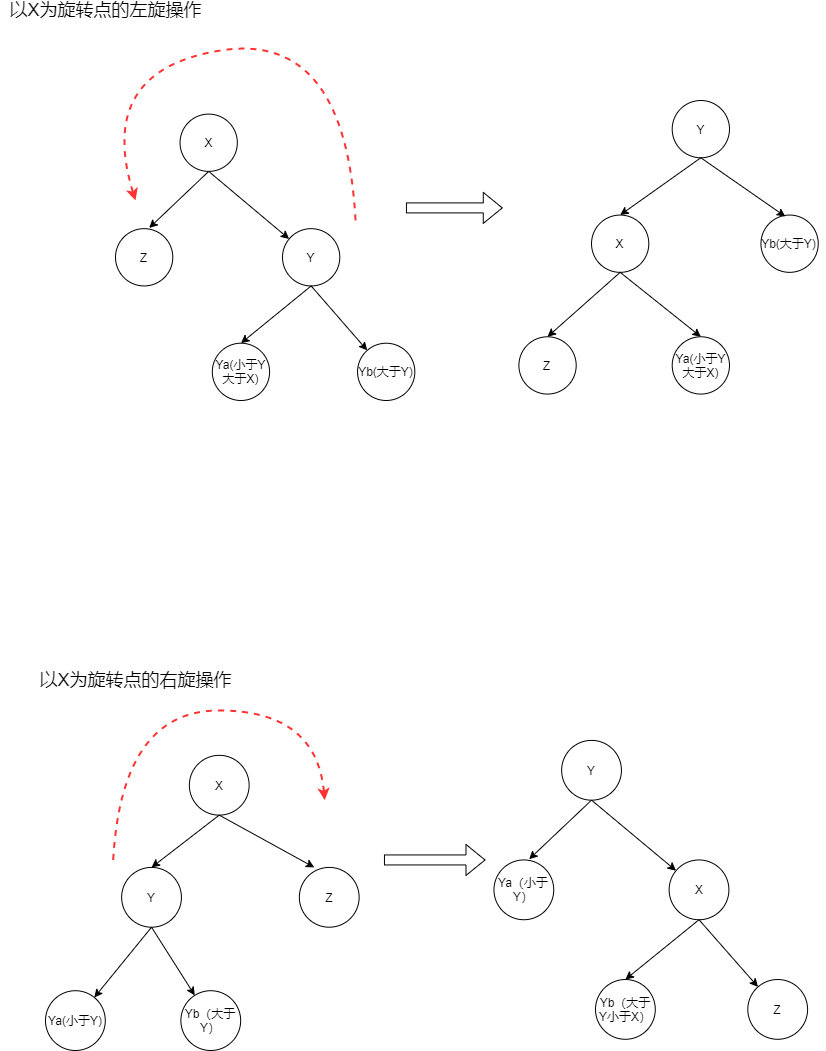 以X为旋转点的左旋操作
X
Y
Z
Y
X
Yb(大于Y)
Ya(小于Y
大于X)
Yb(大于Y)
Z
Ya(小于Y
大于X)
以X为旋转点的右旋操作
X
Y
Y
Z
Ya（小于
Y）
X
Ya(小于Y)
Yb（大于
Y）
Yb（大于
Y小于X）
Z